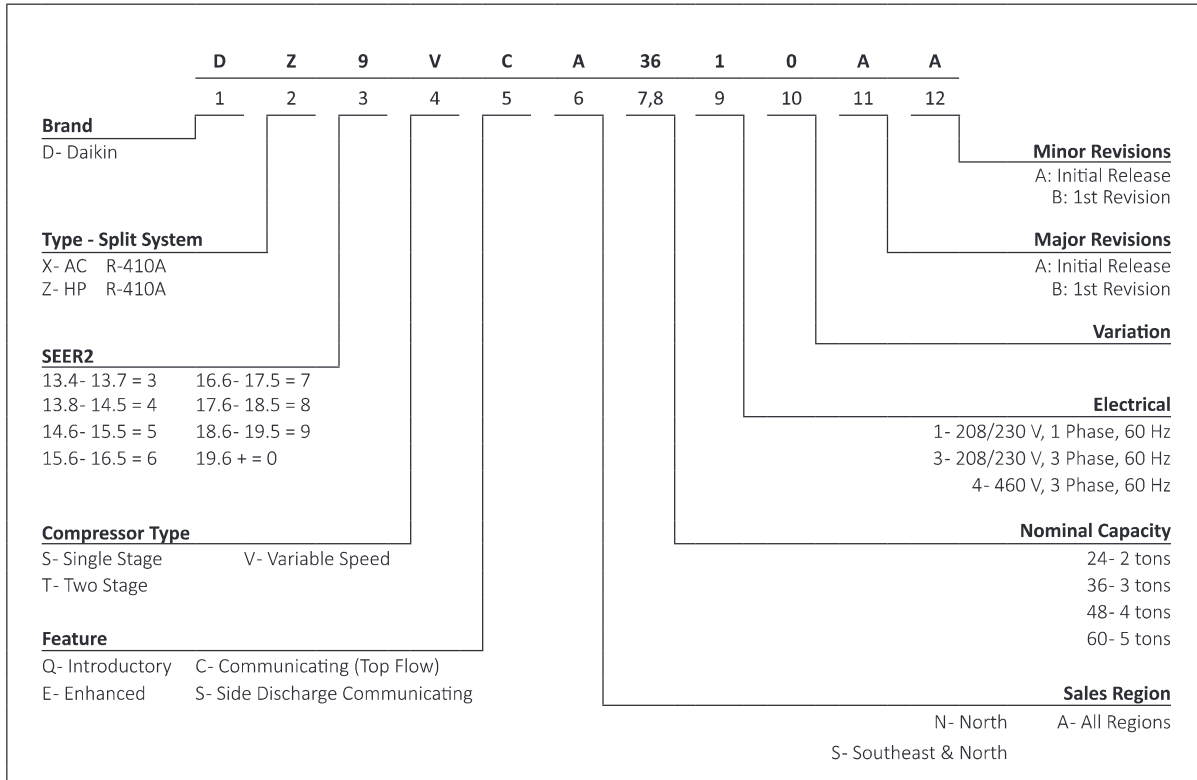 D Z 9 V C A 36 1 0 A A
1 2 3 4 5 6 7,8 9 10 11 12
Brand
D- Daikin
Minor Revisions
A: Initial Release
B: 1st Revision
Type - Split System
X- AC R-410A
Z- HP R-410A
Major Revisions
A: Initial Release
B: 1st Revision
Variation
SEER2
13.4- 13.7 = 3 16.6- 17.5 = 7
13.8- 14.5 = 4 17.6- 18.5 = 8
14.6- 15.5 = 5 18.6- 19.5 = 9
15.6- 16.5 = 6 19.6 + = 0
Electrical
1- 208/230 V, 1 Phase, 60 Hz
3- 208/230 V, 3 Phase, 60 Hz
4- 460 V, 3 Phase, 60 Hz
Compressor Type
S- Single Stage V- Variable Speed
T- Two Stage
Nominal Capacity
24- 2 tons
36- 3 tons
48- 4 tons
60- 5 tons
Feature
Q- Introductory C- Communicating (Top Flow)
E- Enhanced S- Side Discharge Communicating
Sales Region
N- North A- All Regions
S- Southeast & North